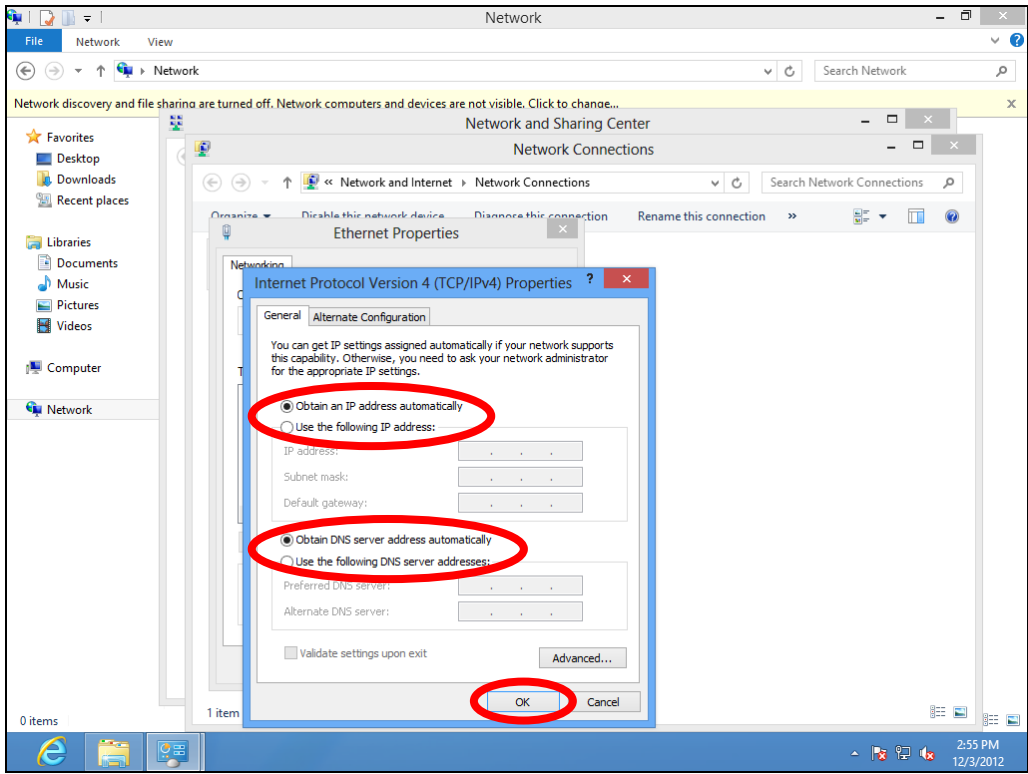 Network
File Network View
Network
Search Network
Network discovery and file sharing are turned off. Network computers and devices are not visible. Click to change...
Favorites
Desktop
Downloads
Recent places
Libraries
Documents
Music
Pictures
Videos
Computer
Network
0 items
Network and Sharing Center
Network Connections
« Network and Internet Network Connections
Search Network Connections
Organize Disable this network device Diagnose this connection Rename this connection »
Ethernet Properties
Networking
Internet Protocol Version 4 (TCP/IPv4) Properties ?
General Alternate Configuration
You can get IP settings assigned automatically if your network supports
this capability. Otherwise, you need to ask your network administrator
for the appropriate IP settings.
Obtain an IP address automatically
Use the following IP address:
IP address: . . .
Subnet mask: . . .
Default gateway: . . .
Obtain DNS server address automatically
Use the following DNS server addresses:
Preferred DNS server: . . .
Alternate DNS server: . . .
Validate settings upon exit
Advanced...
OK Cancel
1 item
2:55 PM
12/3/2012